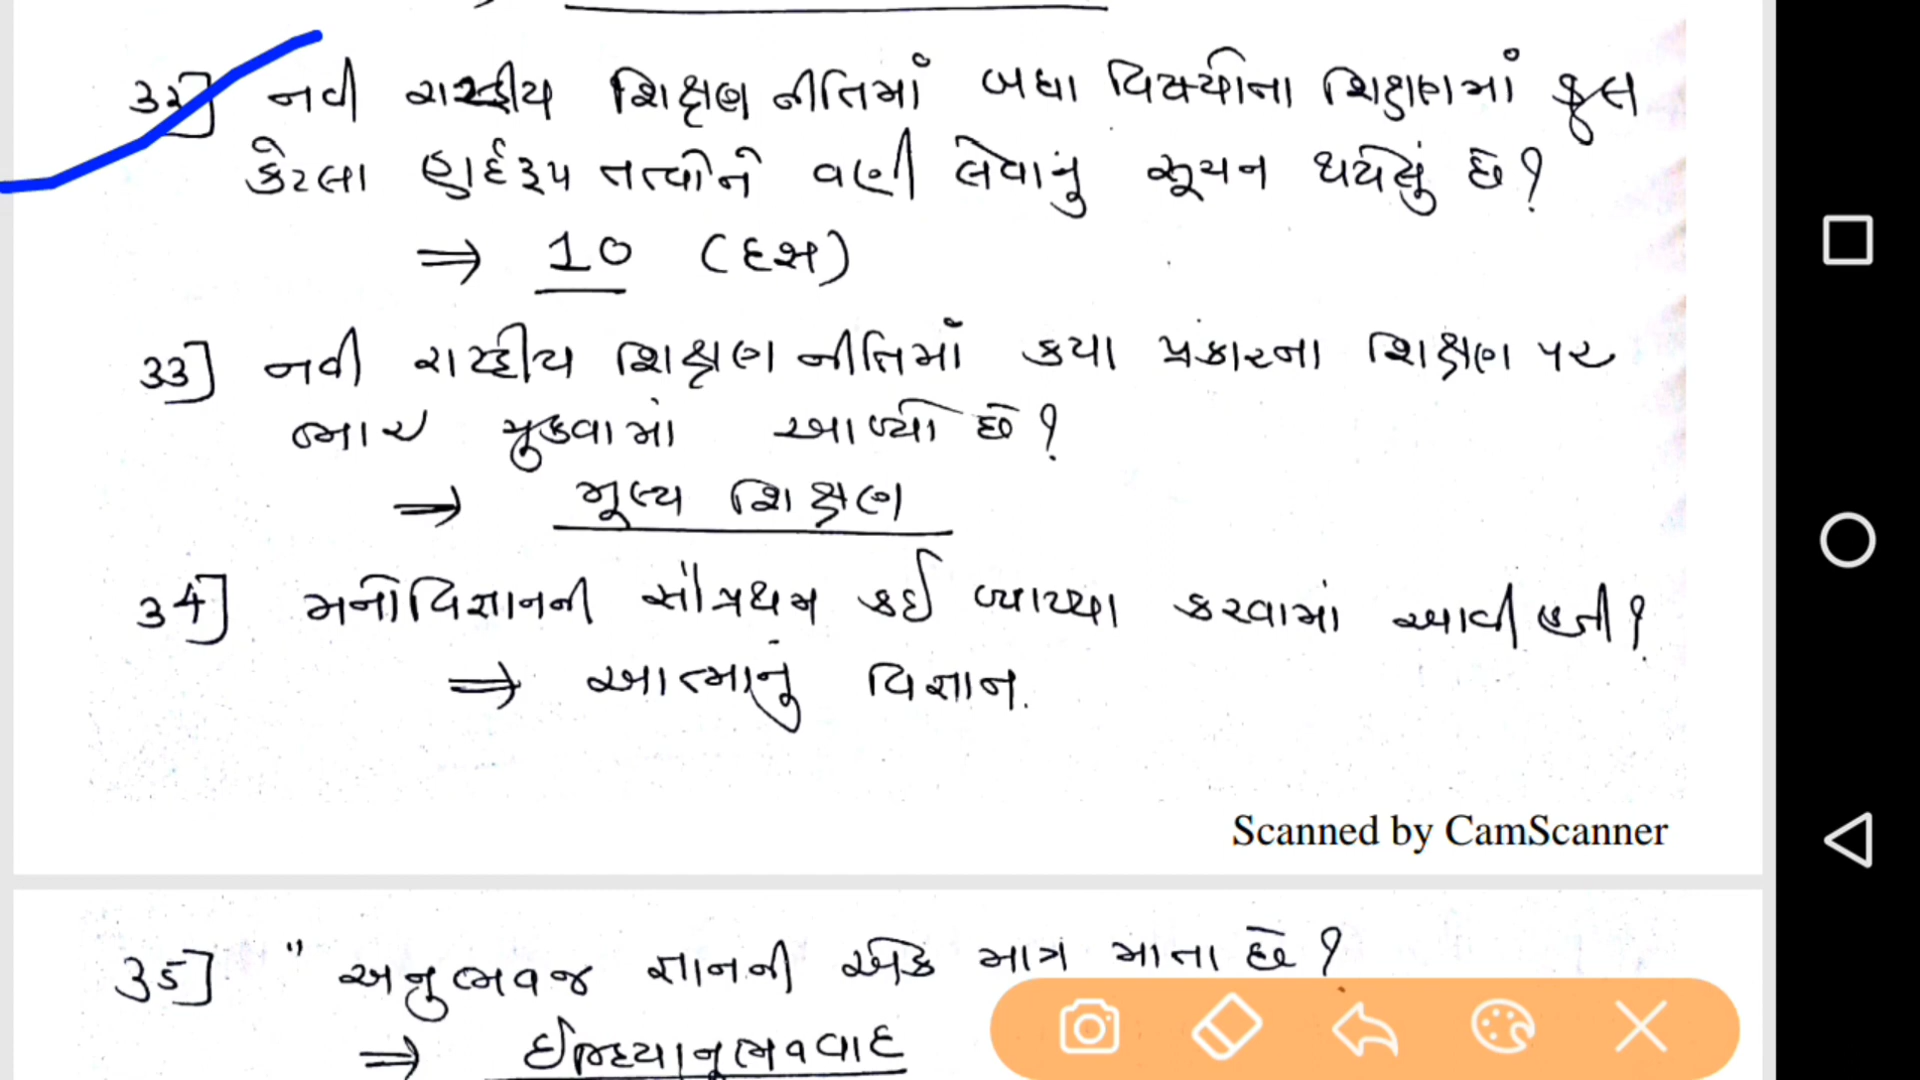 32] નવી રાષ્ટ્રીય શિક્ષણ નીતિમાં બધા વિષયોના શિક્ષણમાં કુલ
કેટલા હાર્દરૂપ તત્વોને વણી લેવાનું સૂચન થયેલું છે?
⇒ 10 (દશ)
33] નવી રાષ્ટ્રીય શિક્ષણ નીતિમાં કયા પ્રકારના શિક્ષણ પર
ભાર મુકવામાં આવ્યો છે?
⇒ મૂલ્ય શિક્ષણ
34] મનોવિજ્ઞાનની સૌપ્રથમ કઈ વ્યાખ્યા કરવામાં આવી હતી?
⇒ આત્માનું વિજ્ઞાન.
Scanned by CamScanner
35] "અનુભવજ જ્ઞાનની એક માત્ર માતા છે?
⇒ ઈન્દ્રિયાનુભવવાદ